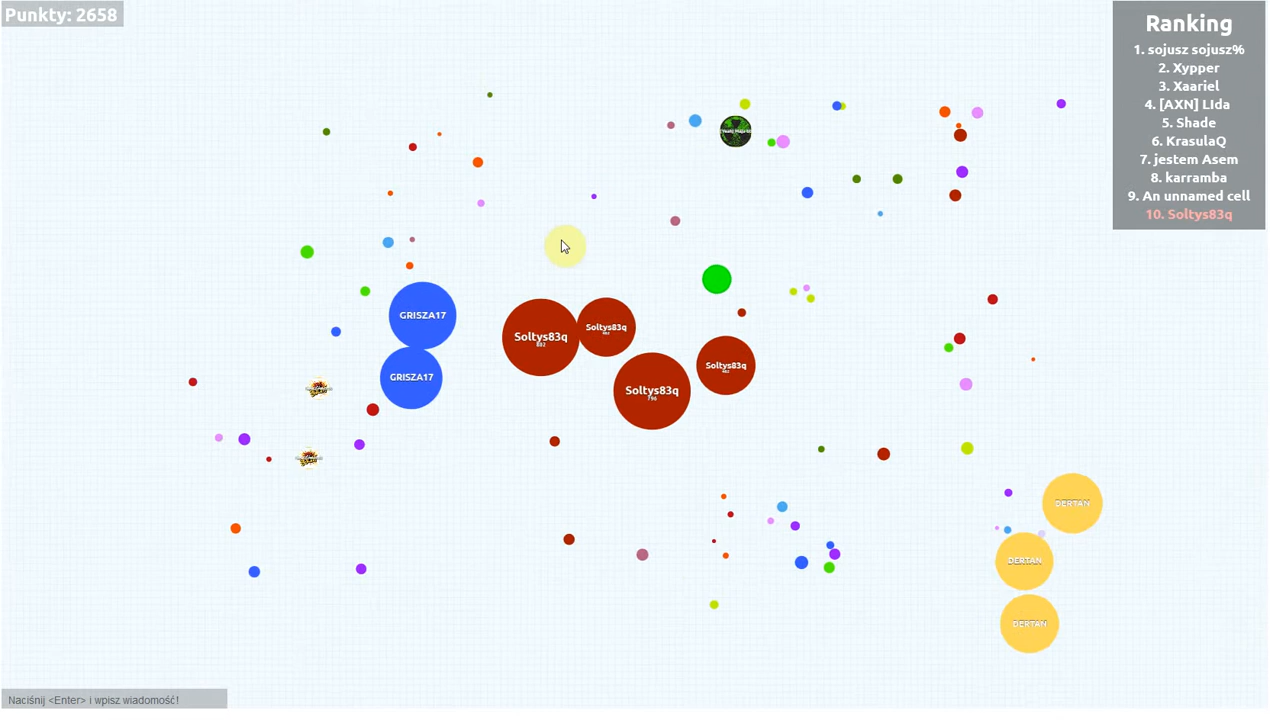 Punkty: 2658
Ranking
1. sojusz sojusz%
2. Xypper
3. Xaariel
4. [AXN] LIda
5. Shade
6. KrasulaQ
7. jestem Asem
8. karramba
9. An unnamed cell
10. Soltys83q
GRISZA17
Soltys83q
882
Soltys83q
GRISZA17
Soltys83q
796
Soltys83q
DERTAN
DERTAN
DERTAN
Naciśnij <Enter> i wpisz wiadomość!